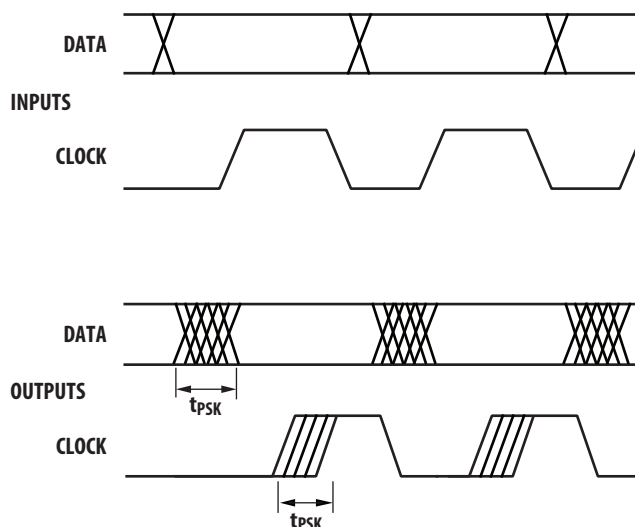 DATA
INPUTS
CLOCK
DATA
OUTPUTS
tPSK
CLOCK
tPSK